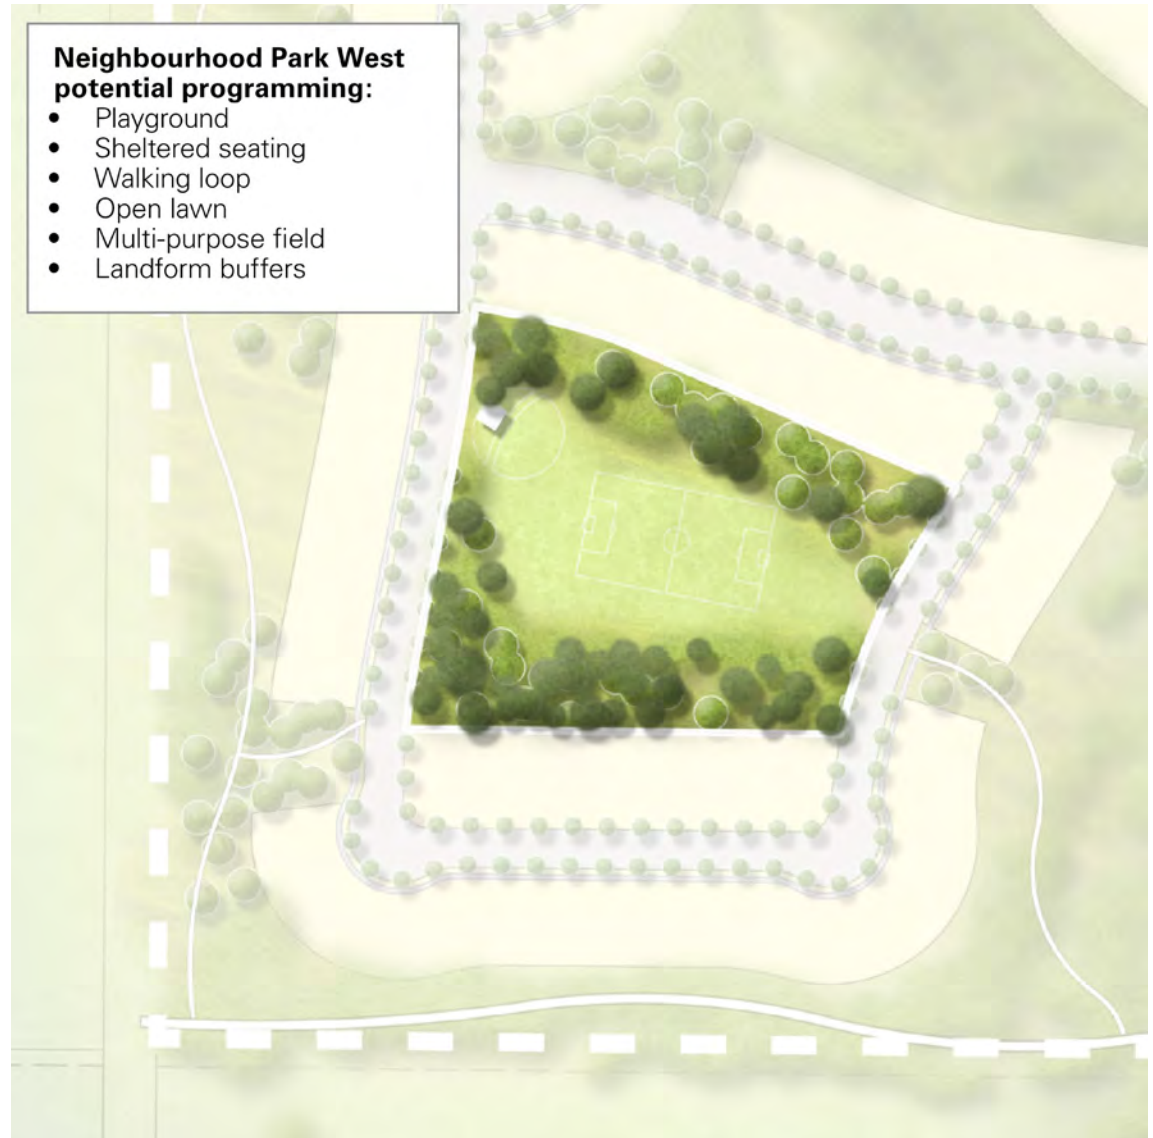 Neighbourhood Park West
potential programming:
• Playground
• Sheltered seating
• Walking loop
• Open lawn
• Multi-purpose field
• Landform buffers